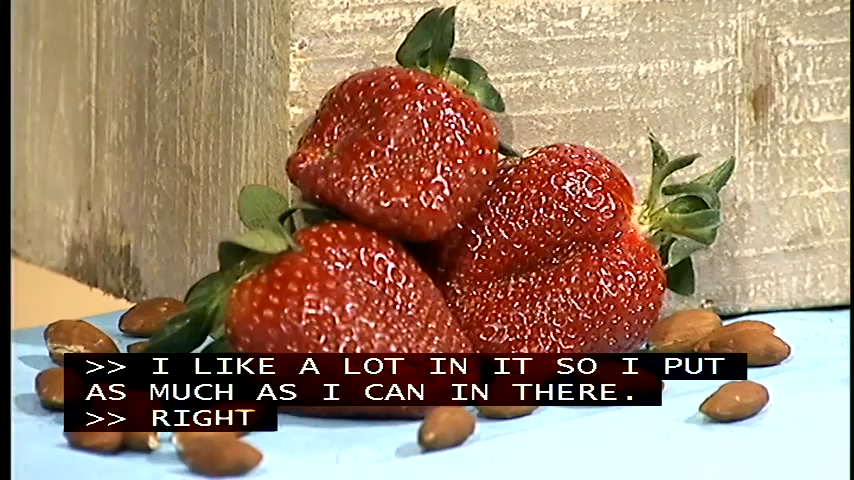 >> I LIKE A LOT IN IT SO I PUT
AS MUCH AS I CAN IN THERE.
>> RIGHT